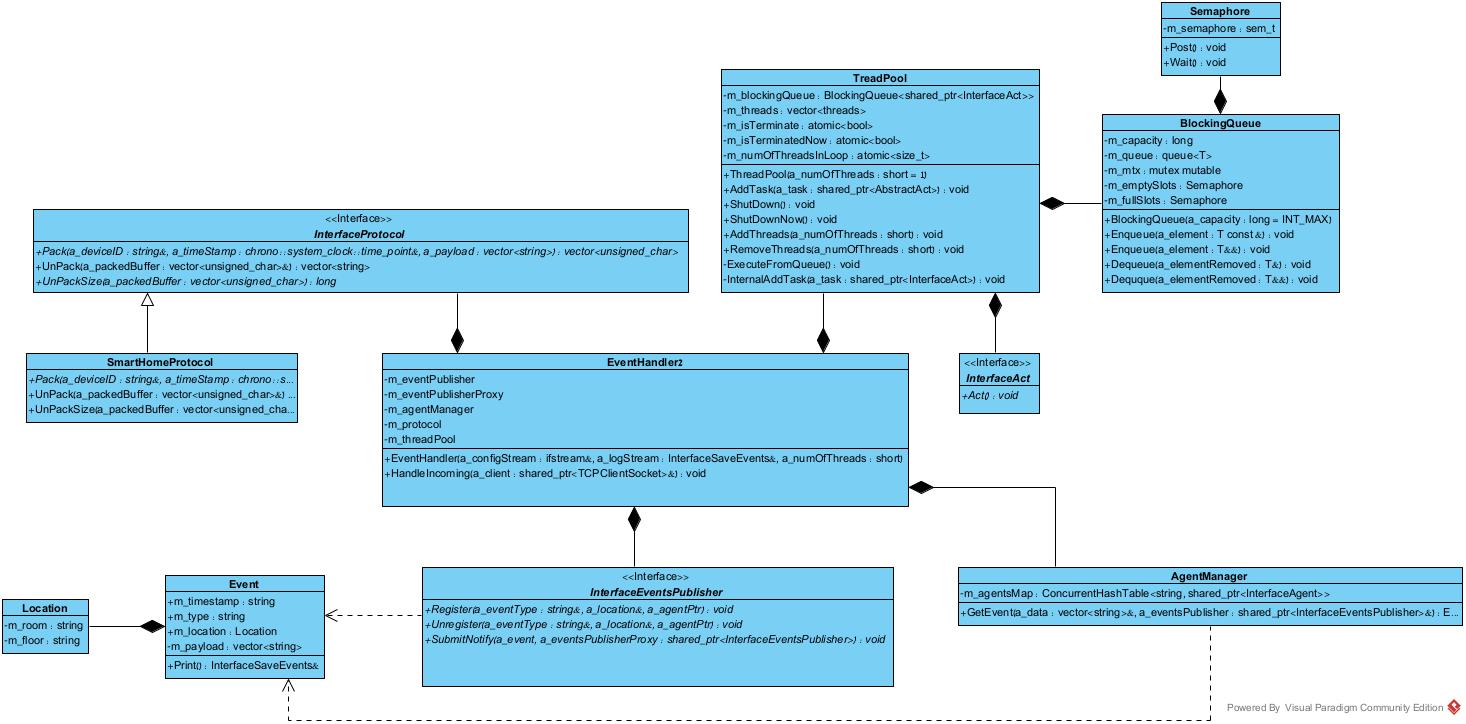 Semaphore
-m_semaphore : sem_t
+Post() : void
+Wait() : void
TreadPool
-m_blockingQueue : BlockingQueue<shared_ptr<InterfaceAct>>
-m_threads : vector<threads>
-m_isTerminate : atomic<bool>
-m_isTerminatedNow : atomic<bool>
-m_numOfThreadsInLoop : atomic<size_t>
+ThreadPool(a_numOfThreads : short = 1)
+AddTask(a_task : shared_ptr<AbstractAct>) : void
+ShutDown() : void
+ShutDownNow() : void
+AddThreads(a_numOfThreads : short) : void
+RemoveThreads(a_numOfThreads : short) : void
-ExecuteFromQueue() : void
-InternalAddTask(a_task : shared_ptr<InterfaceAct>) : void
BlockingQueue
-m_capacity : long
-m_queue : queue<T>
-m_mtx : mutex mutable
-m_emptySlots : Semaphore
-m_fullSlots : Semaphore
+BlockingQueue(a_capacity : long = INT_MAX)
+Enqueue(a_element : T const&) : void
+Enqueue(a_element : T&&) : void
+Dequeue(a_elementRemoved : T&) : void
+Dequque(a_elementRemoved : T&&) : void
<<Interface>>
InterfaceProtocol
+Pack(a_deviceID : string&, a_timeStamp : chrono::system_clock::time_point&, a_payload : vector<string>) : vector<unsigned_char>
+UnPack(a_packedBuffer : vector<unsigned_char>&) : vector<string>
+UnPackSize(a_packedBuffer : vector<unsigned_char>) : long
SmartHomeProtocol
+Pack(a_deviceID : string&, a_timeStamp : chrono::s...
+UnPack(a_packedBuffer : vector<unsigned_char>&) ...
+UnPackSize(a_packedBuffer : vector<unsigned_cha...
EventHandler2
-m_eventPublisher
-m_eventPublisherProxy
-m_agentManager
-m_protocol
-m_threadPool
+EventHandler(a_configStream : ifstream&, a_logStream : InterfaceSaveEvents&, a_numOfThreads : short)
+HandleIncoming(a_client : shared_ptr<TCPClientSocket>&) : void
<<Interface>>
InterfaceAct
+Act() : void
Location
-m_room : string
-m_floor : string
Event
+m_timestamp : string
+m_type : string
+m_location : Location
-m_payload : vector<string>
+Print() : InterfaceSaveEvents&
<<Interface>>
InterfaceEventsPublisher
+Register(a_eventType : string&, a_location&, a_agentPtr) : void
+Unregister(a_eventType : string&, a_location&, a_agentPtr) : void
+SubmitNotify(a_event, a_eventsPublisherProxy : shared_ptr<InterfaceEventsPublisher>) : void
AgentManager
-m_agentsMap : ConcurrentHashTable<string, shared_ptr<InterfaceAgent>>
+GetEvent(a_data : vector<string>&, a_eventsPublisher : shared_ptr<InterfaceEventsPublisher>&) : E...
Powered By Visual Paradigm Community Edition